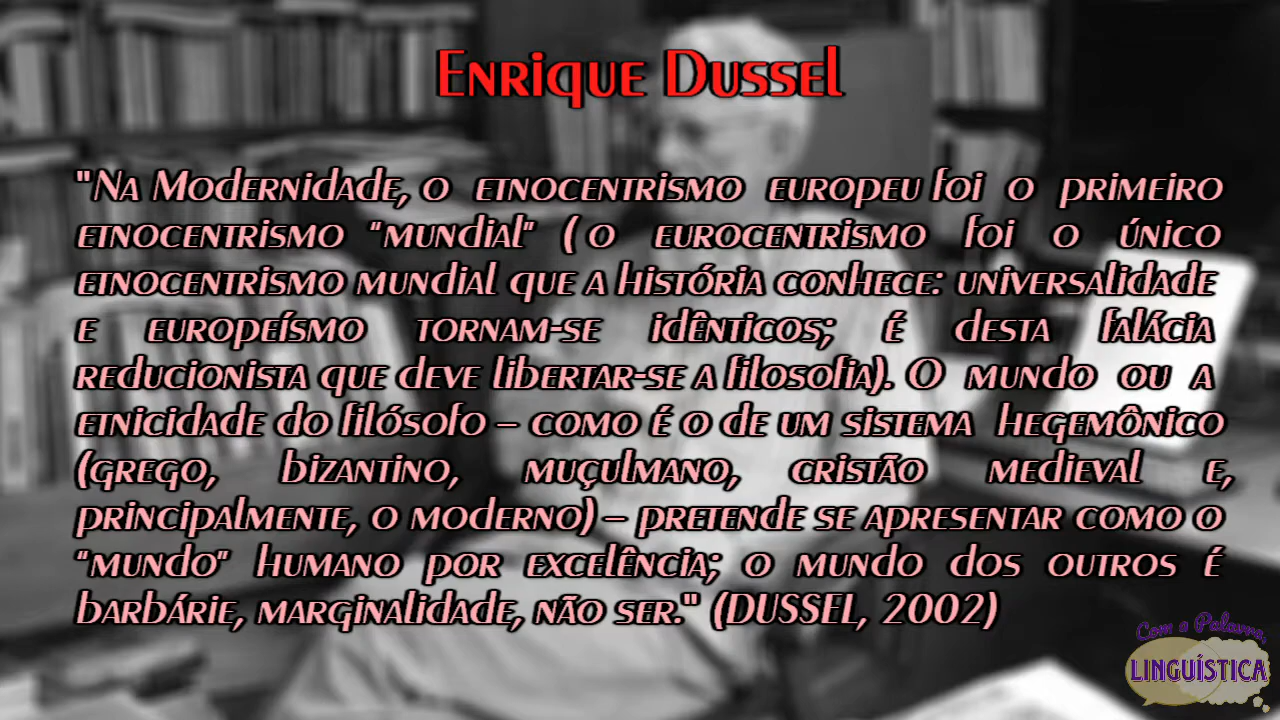 Enrique Dussel
"Na Modernidade, o etnocentrismo europeu foi o primeiro
etnocentrismo "mundial" ( o eurocentrismo foi o único
etnocentrismo mundial que a história conhece: universalidade
e europeísmo tornam-se idênticos; é desta falácia
reducionista que deve libertar-se a filosofia). O mundo ou a
etnicidade do filósofo – como é o de um sistema hegemônico
(grego, bizantino, muçulmano, cristão medieval e,
principalmente, o moderno) – pretende se apresentar como o
"mundo" humano por excelência; o mundo dos outros é
barbárie, marginalidade, não ser." (DUSSEL, 2002)
Com a Palavra,
LINGUÍSTICA